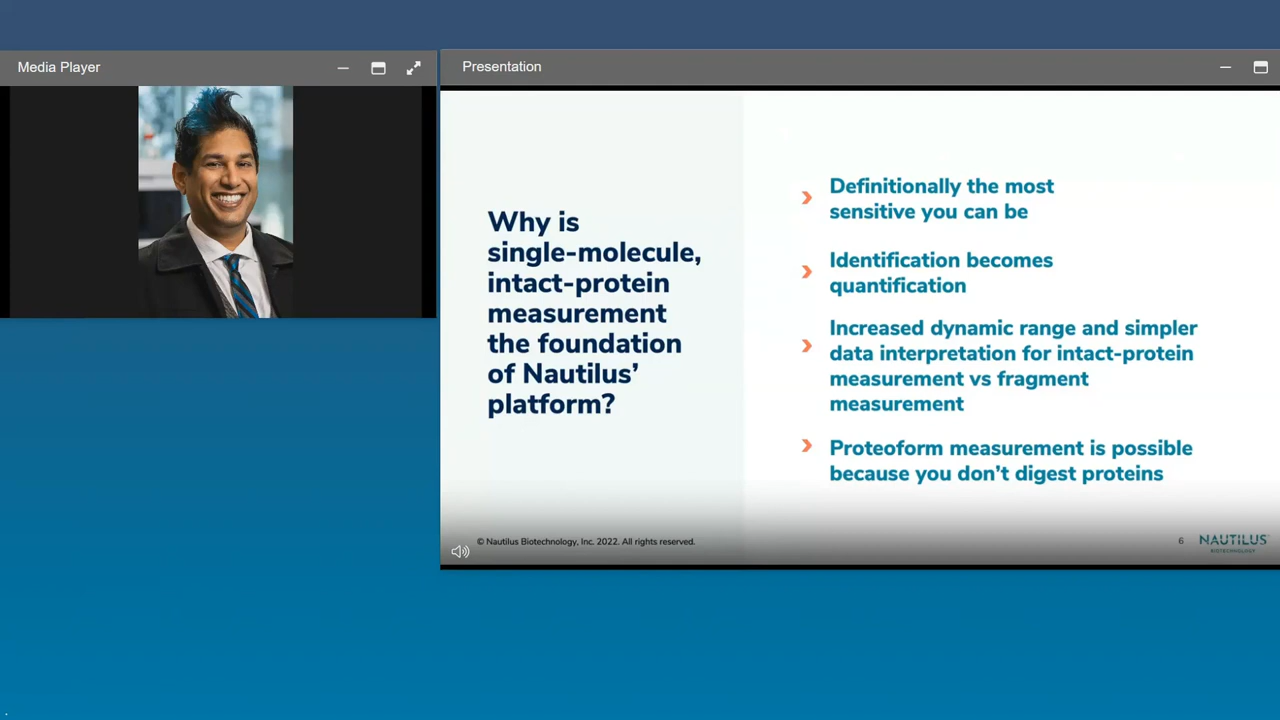 Media Player
Presentation
Why is
single-molecule,
intact-protein
measurement
the foundation
of Nautilus’
platform?
Definitionally the most
sensitive you can be
Identification becomes
quantification
Increased dynamic range and simpler
data interpretation for intact-protein
measurement vs fragment
measurement
Proteoform measurement is possible
because you don’t digest proteins
© Nautilus Biotechnology, Inc. 2022. All rights reserved.
6
NAUTILUS
BIOTECHNOLOGY